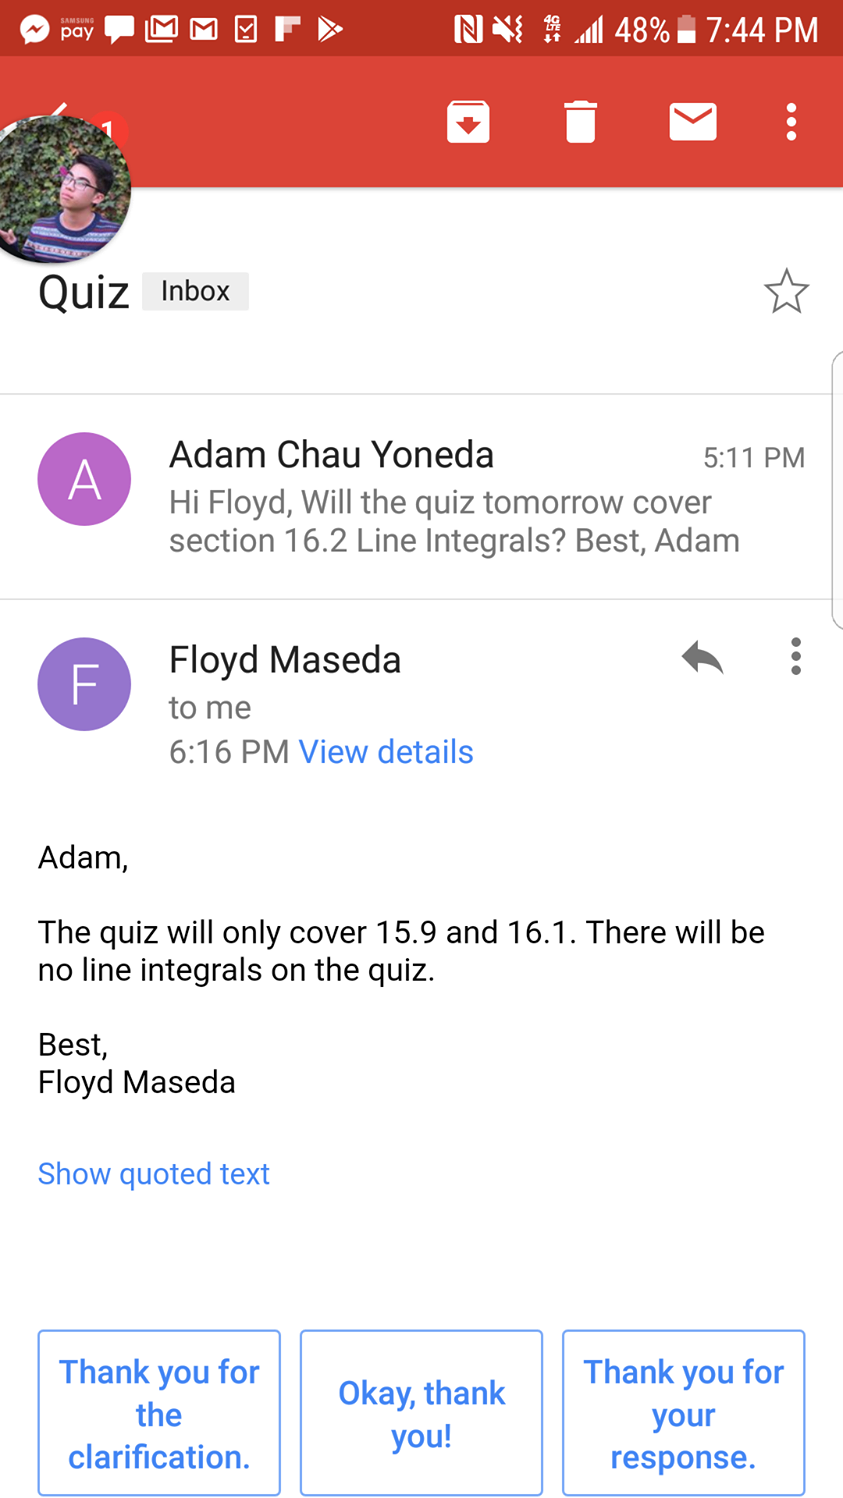 SAMSUNG
pay
4G
LTE
48% 7:44 PM
1
Quiz Inbox
A
Adam Chau Yoneda 5:11 PM
Hi Floyd, Will the quiz tomorrow cover
section 16.2 Line Integrals? Best, Adam
F
Floyd Maseda
to me
6:16 PM View details
Adam,
The quiz will only cover 15.9 and 16.1. There will be
no line integrals on the quiz.
Best,
Floyd Maseda
Show quoted text
Thank you for
the
clarification.
Okay, thank
you!
Thank you for
your
response.